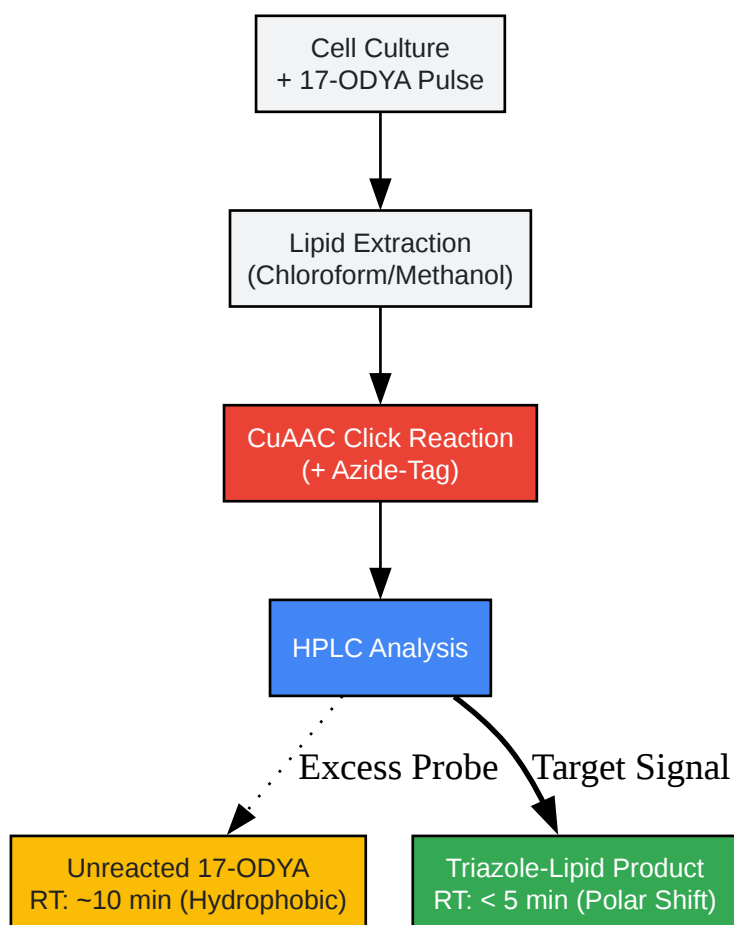 Cell Culture
+ 17-ODYA Pulse
Lipid Extraction
(Chloroform/Methanol)
CuAAC Click Reaction
(+ Azide-Tag)
HPLC Analysis
Excess Probe
Target Signal
Unreacted 17-ODYA
RT: ~10 min (Hydrophobic)
Triazole-Lipid Product
RT: < 5 min (Polar Shift)